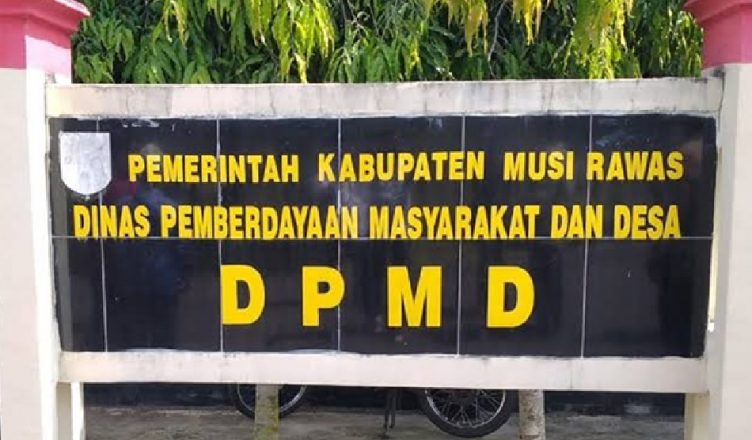 PEMERINTAH KABUPATEN MUSI RAWAS
DINAS PEMBERDAYAAN MASYARAKAT DAN DESA
DPMD